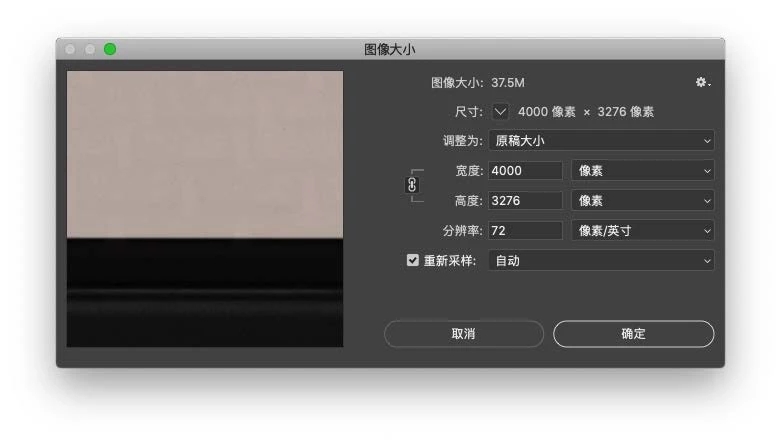 图像大小
图像大小: 37.5M
尺寸: 4000 像素 × 3276 像素
调整为: 原稿大小
宽度: 4000 像素
高度: 3276 像素
分辨率: 72 像素/英寸
重新采样: 自动
取消 确定